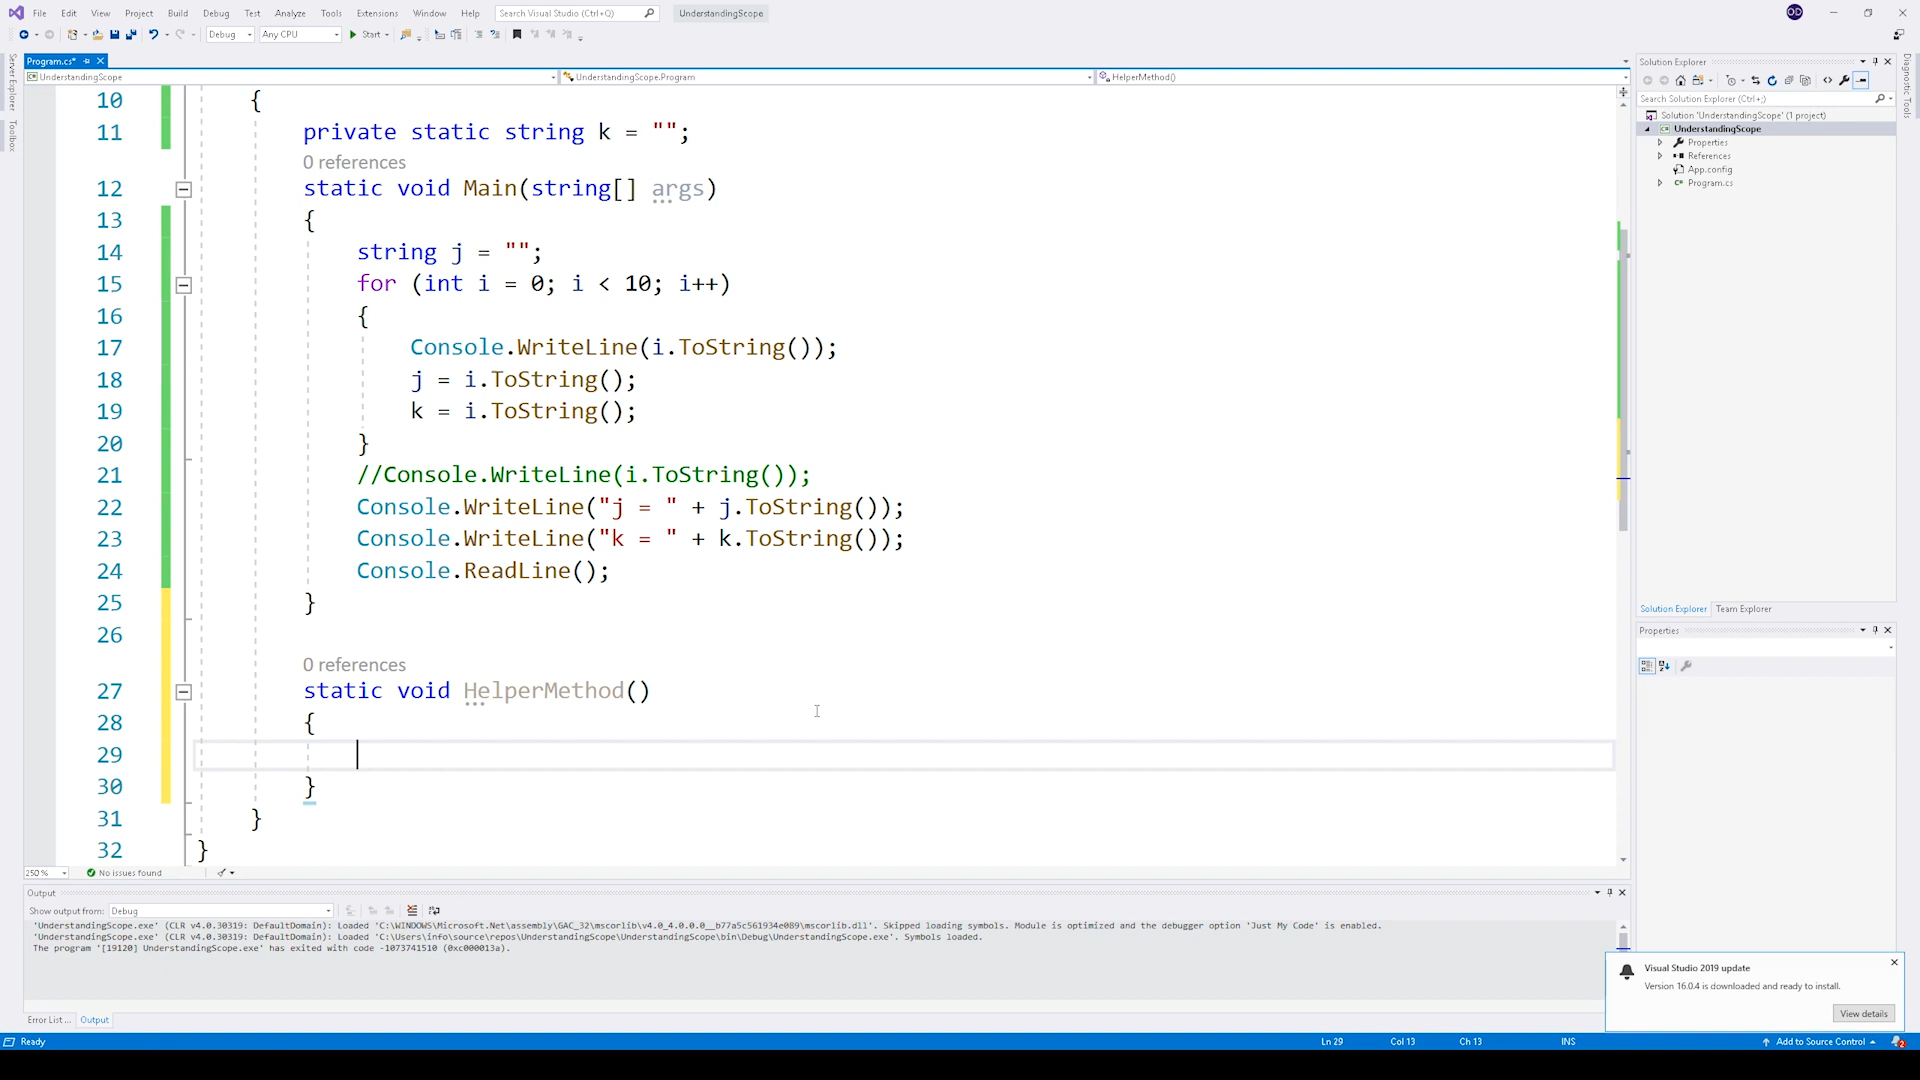 File Edit View Project Build Debug Test Analyze Tools Extensions Window Help Search Visual Studio (Ctrl+Q) UnderstandingScope OD
Debug Any CPU Start
Program.cs*
UnderstandingScope UnderstandingScope.Program HelperMethod()
Server Explorer
Toolbox
10 {
11 private static string k = "";
0 references
12 static void Main(string[] args)
13 {
14 string j = "";
15 for (int i = 0; i < 10; i++)
16 {
17 Console.WriteLine(i.ToString());
18 j = i.ToString();
19 k = i.ToString();
20 }
21 //Console.WriteLine(i.ToString());
22 Console.WriteLine("j = " + j.ToString());
23 Console.WriteLine("k = " + k.ToString());
24 Console.ReadLine();
25 }
26
0 references
27 static void HelperMethod()
28 {
29
30 }
31 }
32 }
250 % No issues found
Output
Show output from: Debug
'UnderstandingScope.exe' (CLR v4.0.30319: DefaultDomain): Loaded 'C:\WINDOWS\Microsoft.Net\assembly\GAC_32\mscorlib\v4.0_4.0.0.0__b77a5c561934e089\mscorlib.dll'. Skipped loading symbols. Module is optimized and the debugger option 'Just My Code' is enabled.
'UnderstandingScope.exe' (CLR v4.0.30319: DefaultDomain): Loaded 'C:\Users\info\source\repos\UnderstandingScope\UnderstandingScope\bin\Debug\UnderstandingScope.exe'. Symbols loaded.
The program '[19120] UnderstandingScope.exe' has exited with code -1073741510 (0xc000013a).
Error List ... Output
Solution Explorer
Search Solution Explorer (Ctrl+;)
Solution 'UnderstandingScope' (1 project)
UnderstandingScope
Properties
References
App.config
Program.cs
Solution Explorer Team Explorer
Properties
Diagnostic Tools
Visual Studio 2019 update
Version 16.0.4 is downloaded and ready to install.
View details
Ready Ln 29 Col 13 Ch 13 INS Add to Source Control 2